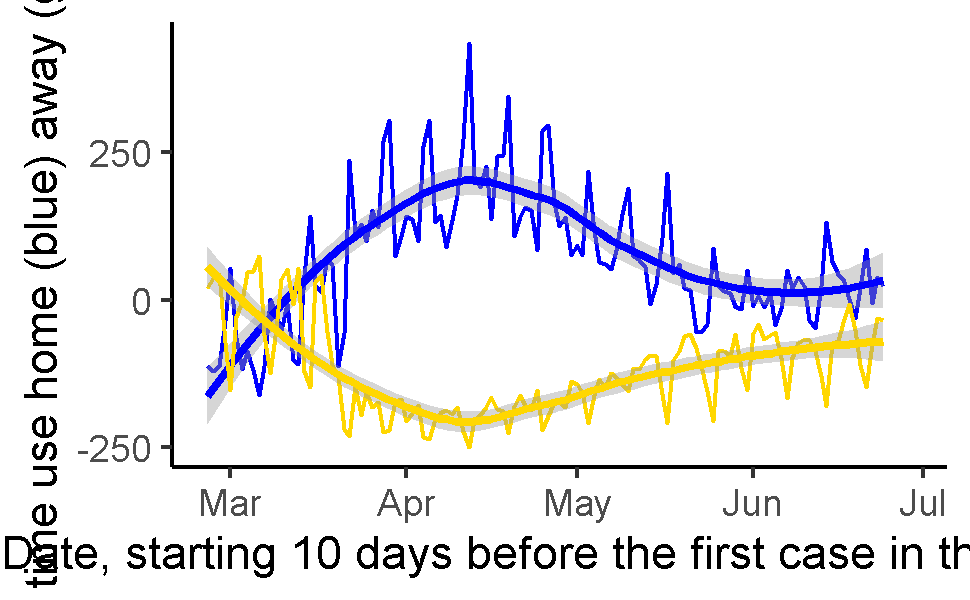 time use home (blue) away (
250
0
-250
Mar Apr May Jun Jul
Date, starting 10 days before the first case in th